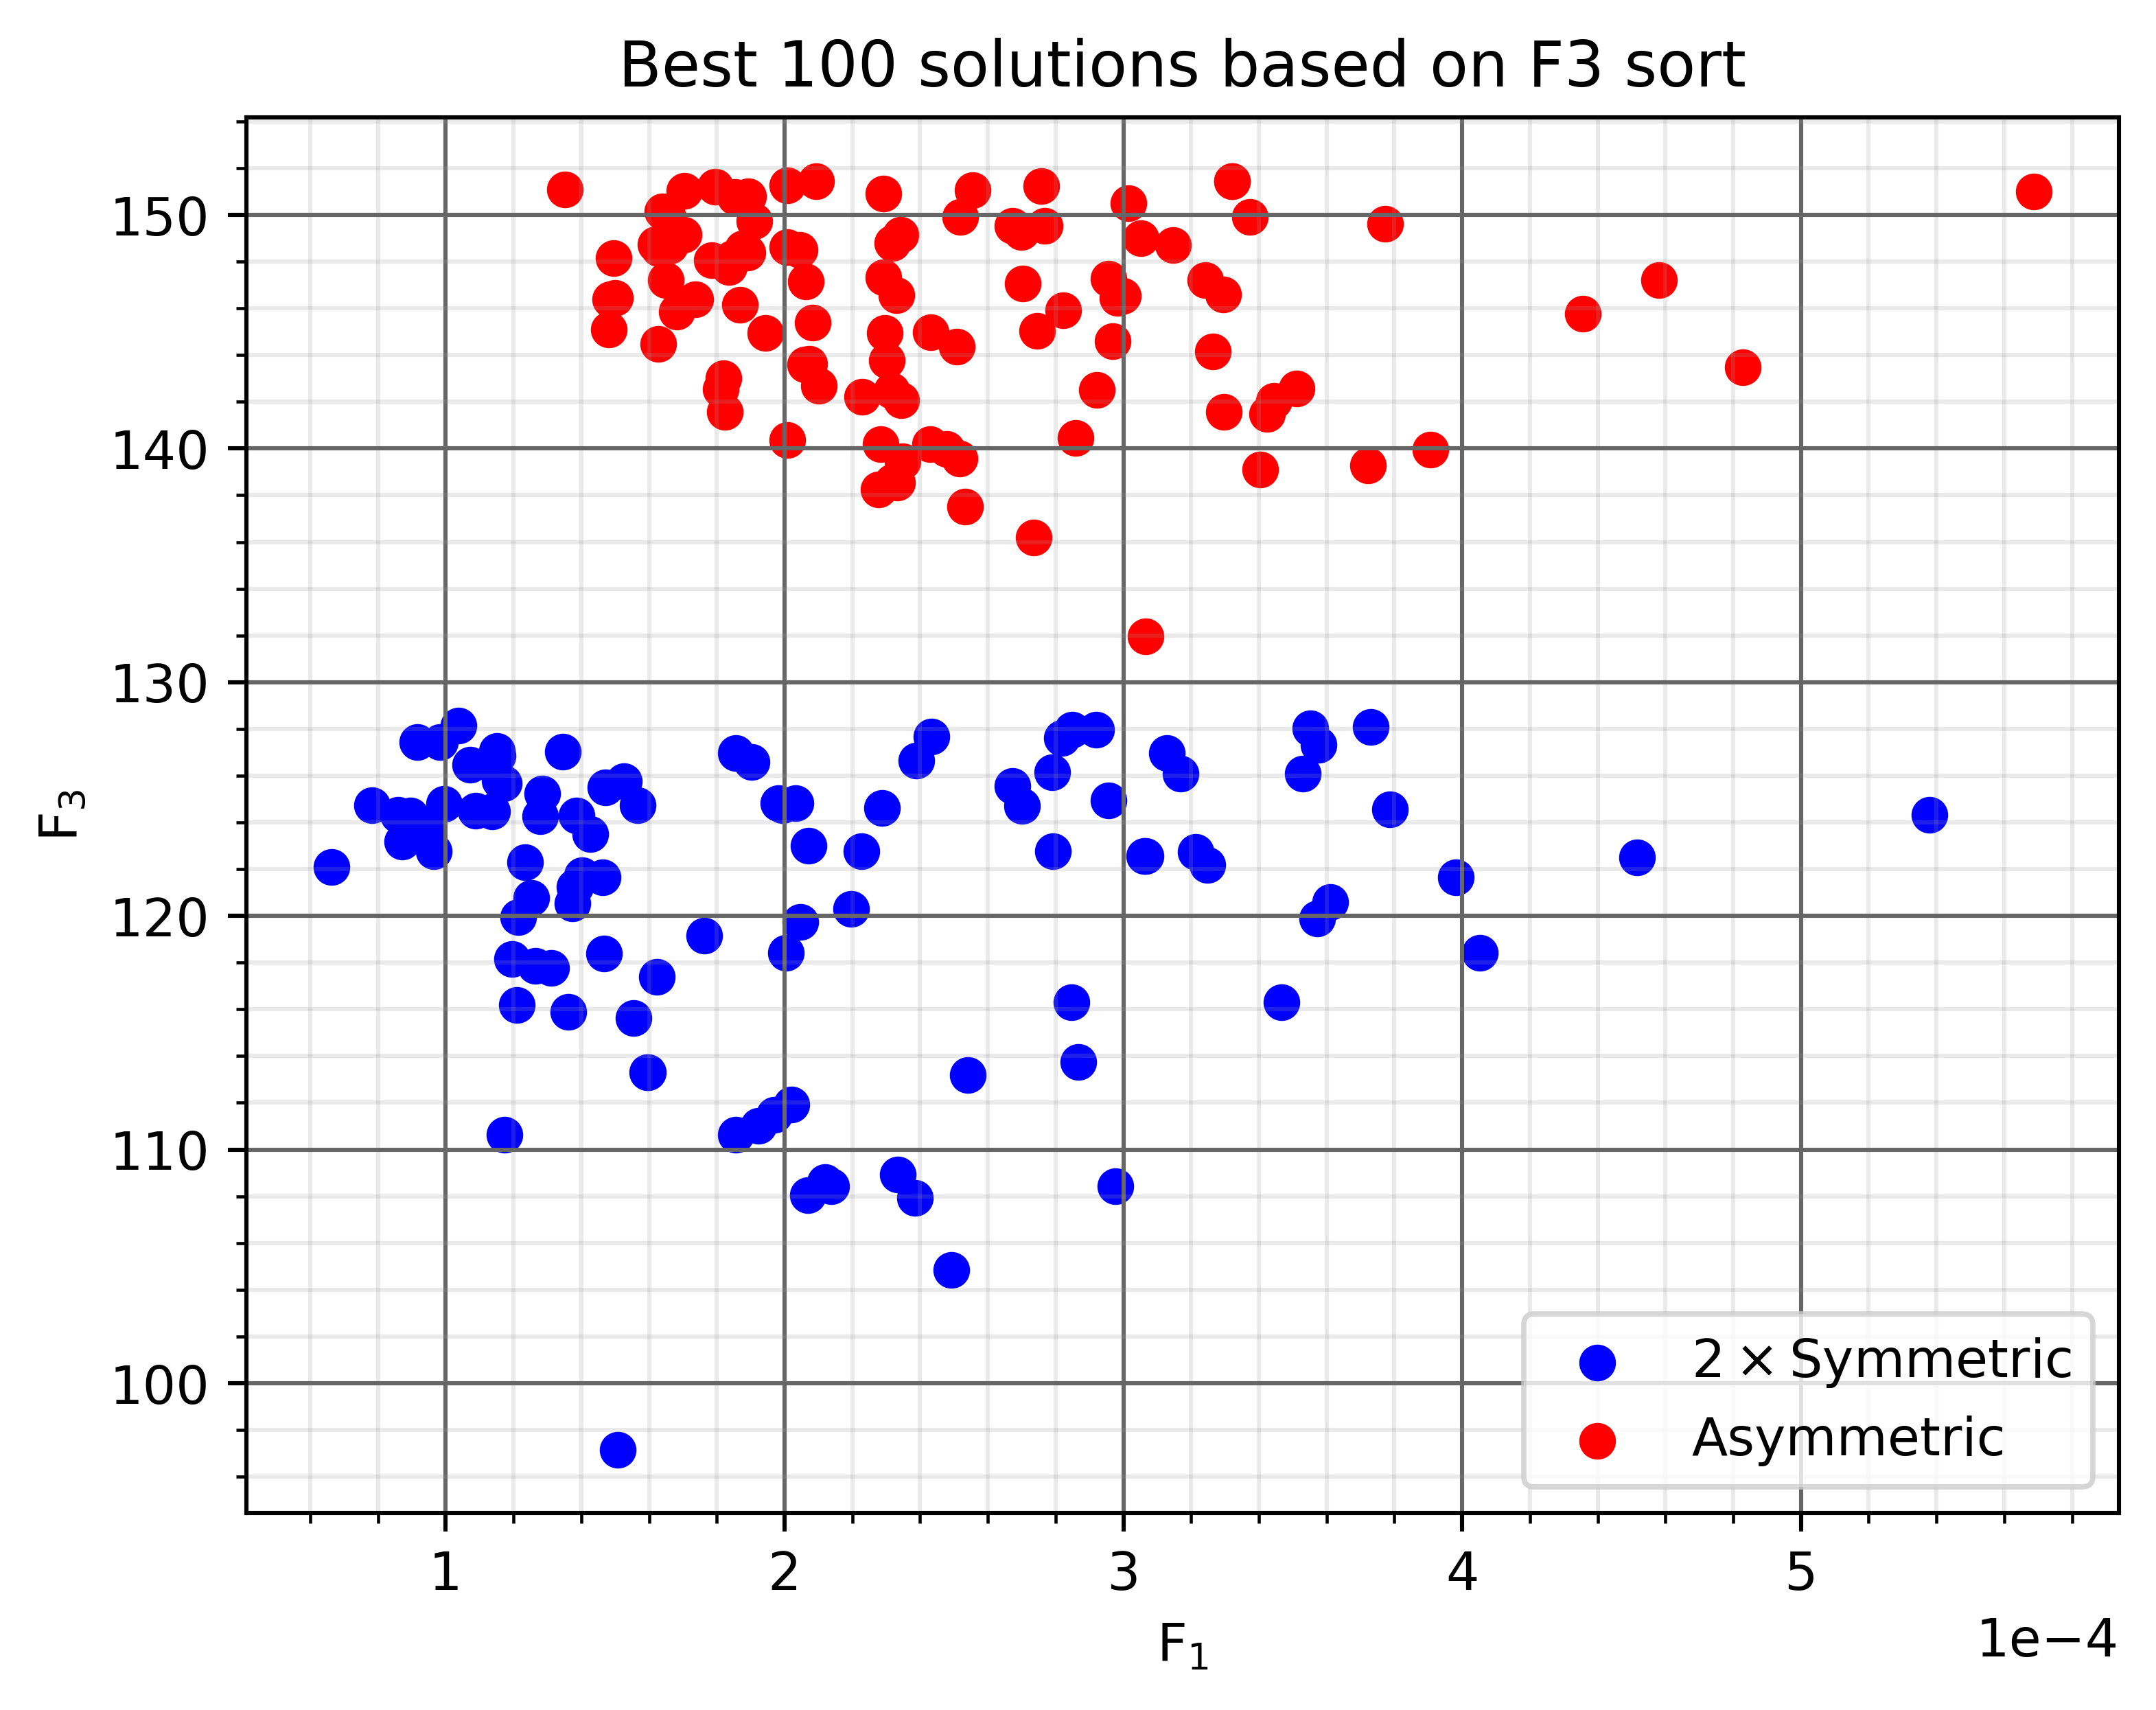 Best 100 solutions based on F3 sort
150
140
130
120
110
100
F₃
1 2 3 4 5
1e−4
F₁
2 × Symmetric
Asymmetric